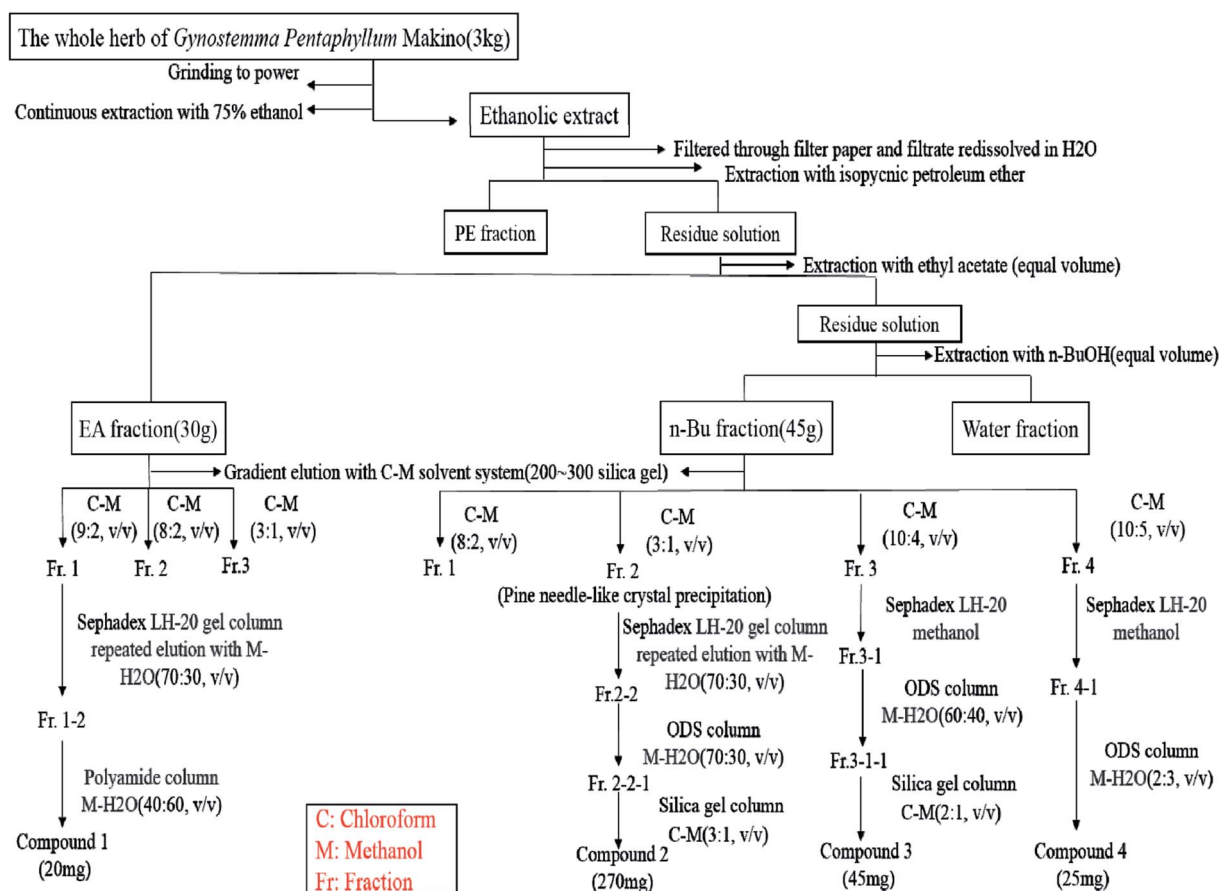 The whole herb of Gynostemma Pentaphyllum Makino(3kg)
Grinding to power
Continuous extraction with 75% ethanol
Ethanolic extract
Filtered through filter paper and filtrate redissolved in H2O
Extraction with isopycnic petroleum ether
PE fraction
Residue solution
Extraction with ethyl acetate (equal volume)
Residue solution
Extraction with n-BuOH(equal volume)
EA fraction(30g)
n-Bu fraction(45g)
Water fraction
Gradient elution with C-M solvent system(200~300 silica gel)
C-M
(9:2, v/v)
C-M
(8:2, v/v)
C-M
(3:1, v/v)
C-M
(8:2, v/v)
C-M
(3:1, v/v)
C-M
(10:4, v/v)
C-M
(10:5, v/v)
Fr. 1
Fr. 2
Fr.3
Fr. 1
Fr. 2
(Pine needle-like crystal precipitation)
Fr. 3
Fr. 4
Sephadex LH-20 gel column
repeated elution with M-
H2O(70:30, v/v)
Fr. 1-2
Polyamide column
M-H2O(40:60, v/v)
Compound 1
(20mg)
Sephadex LH-20 gel column
repeated elution with M-
H2O(70:30, v/v)
Fr.2-2
ODS column
M-H2O(70:30, v/v)
Fr. 2-2-1
Silica gel column
C-M(3:1, v/v)
Compound 2
(270mg)
Sephadex LH-20
methanol
Fr.3-1
ODS column
M-H2O(60:40, v/v)
Fr.3-1-1
Silica gel column
C-M(2:1, v/v)
Compound 3
(45mg)
Sephadex LH-20
methanol
Fr. 4-1
ODS column
M-H2O(2:3, v/v)
Compound 4
(25mg)
C: Chloroform
M: Methanol
Fr: Fraction